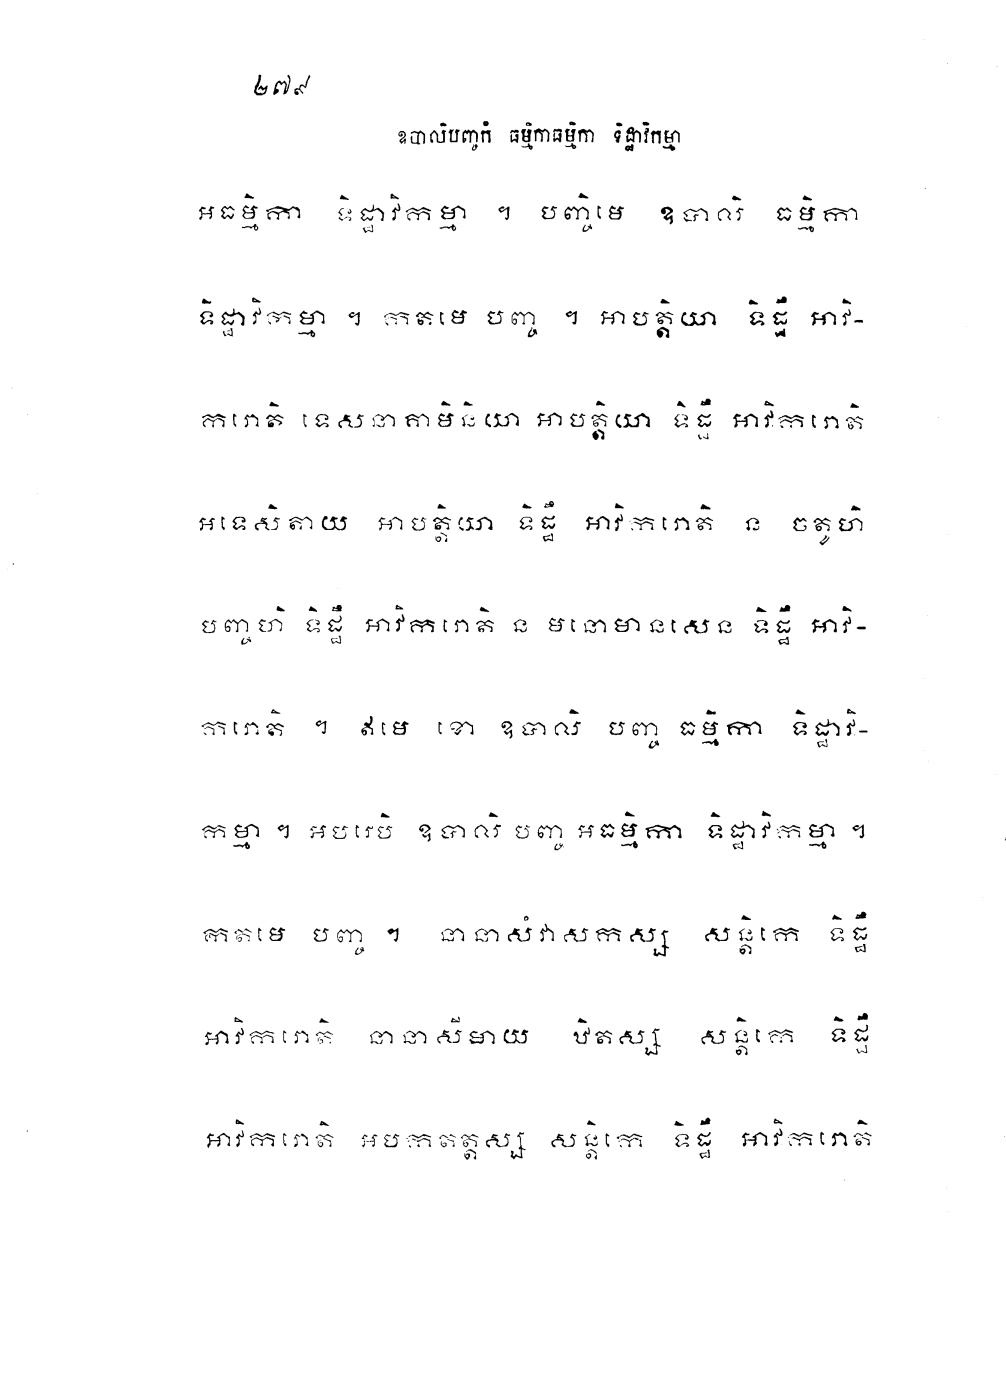 ២៧៩
ឧបាលិបញ្ចកំ ធម្មិកាធម្មិកា ទិដ្ឋាវិកម្មា
អធម្មិកា ទិដ្ឋាវិកម្មា ។ បញ្ចិមេ ឧបាលិ ធម្មិកា
ទិដ្ឋាវិកម្មា ។ កតមេ បញ្ច ។ អាបត្តិយា ទិដ្ឋឹ អាវិ-
ករោតិ ទេសនាគាមិនិយា អាបត្តិយា ទិដ្ឋឹ អាវិករោតិ
អទេសិតាយ អាបត្តិយា ទិដ្ឋឹ អាវិករោតិ ន ចតូហិ
បញ្ចហិ ទិដ្ឋឹ អាវិករោតិ ន មនោមានសេន ទិដ្ឋឹ អាវិ-
ករោតិ ។ ឥមេ ខោ ឧបាលិ បញ្ច ធម្មិកា ទិដ្ឋាវិ-
កម្មា ។ អបរេបិ ឧបាលិ បញ្ច អធម្មិកា ទិដ្ឋាវិកម្មា ។
កតមេ បញ្ច ។ នានាសំវាសកស្ស សន្តិកេ ទិដ្ឋឹ
អាវិករោតិ នានាសីមាយ ឋិតស្ស សន្តិកេ ទិដ្ឋឹ
អាវិករោតិ អបកតត្តស្ស សន្តិកេ ទិដ្ឋឹ អាវិករោតិ